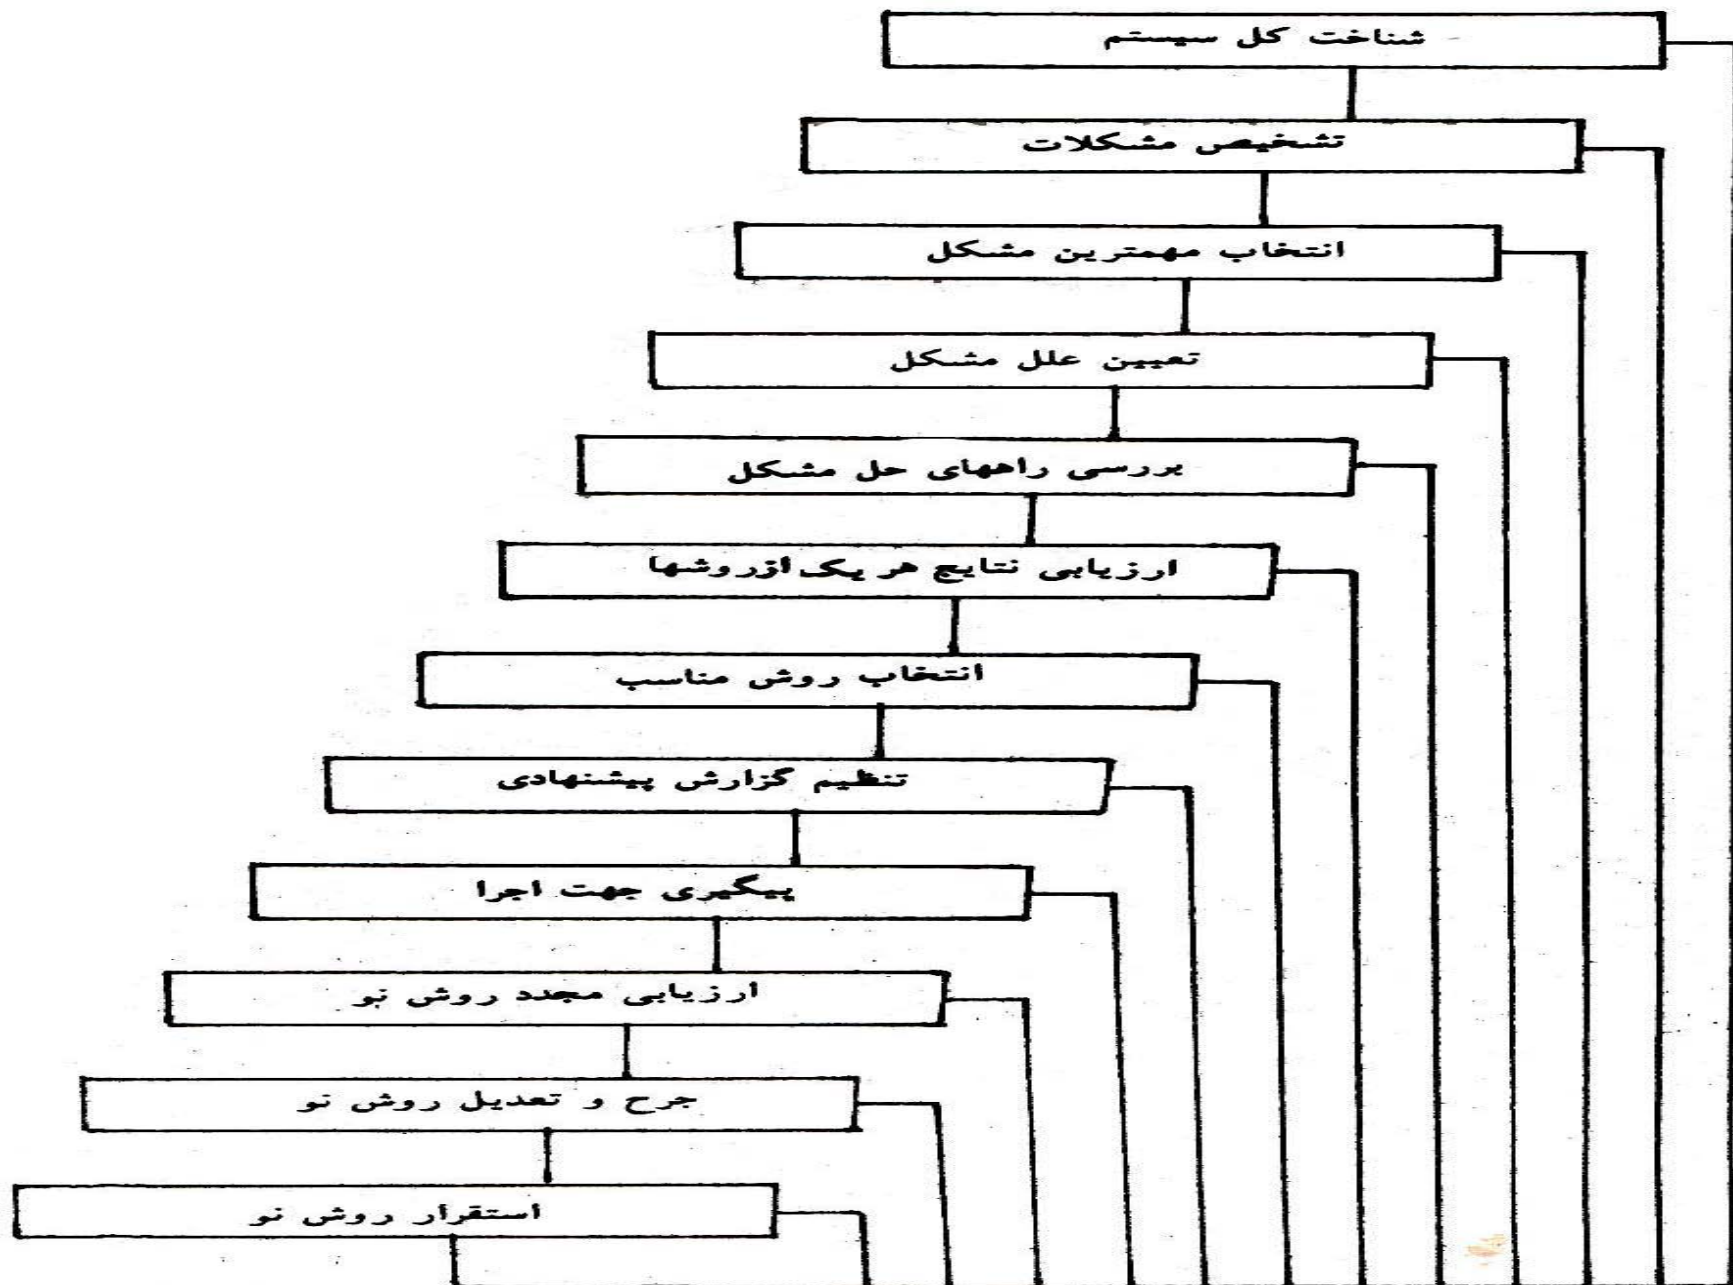 شناخت کل سیستم
تشخیص مشکلات
انتخاب مهمترین مشکل
تعیین علل مشکل
بررسی راههای حل مشکل
ارزیابی نتایج هر یک ازروشها
انتخاب روش مناسب
تنظیم گزارش پیشنهادی
پیگیری جهت اجرا
ارزیابی مجدد روش نو
جرح و تعدیل روش نو
استقرار روش نو